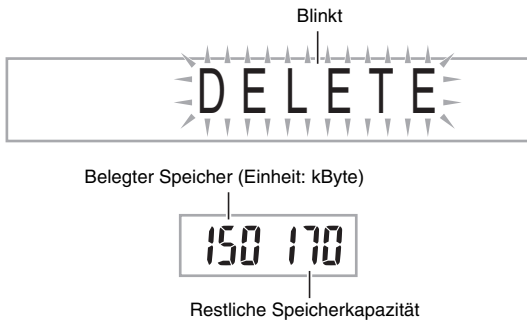 Blinkt
DELETE
Belegter Speicher (Einheit: kByte)
150 170
Restliche Speicherkapazität